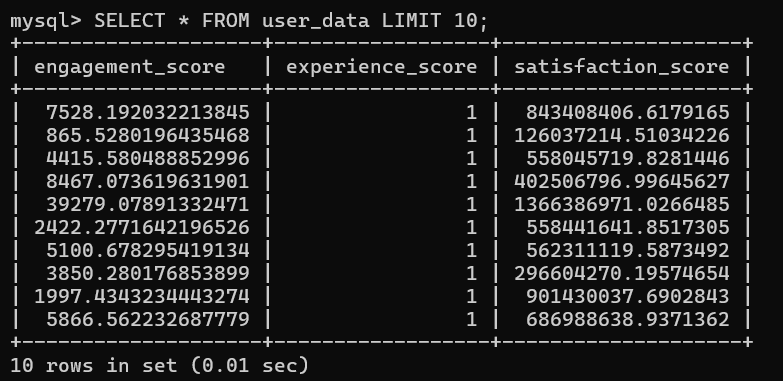 mysql> SELECT * FROM user_data LIMIT 10;
+-------------------+------------------+--------------------+
| engagement_score  | experience_score | satisfaction_score |
+-------------------+------------------+--------------------+
|  7528.192032213845 |                1 |  843408406.6179165 |
|  865.5280196435468 |                1 | 126037214.51034226 |
|  4415.580488852996 |                1 |  558045719.8281446 |
|  8467.073619631901 |                1 | 402506796.99645627 |
|  39279.07891332471 |                1 | 1366386971.0266485 |
| 2422.2771642196526 |                1 |  558441641.8517305 |
|  5100.678295419134 |                1 |  562311119.5873492 |
|  3850.280176853899 |                1 | 296604270.19574654 |
| 1997.4343234443274 |                1 |  901430037.6902843 |
|  5866.562232687779 |                1 |  686988638.9371362 |
+-------------------+------------------+--------------------+
10 rows in set (0.01 sec)